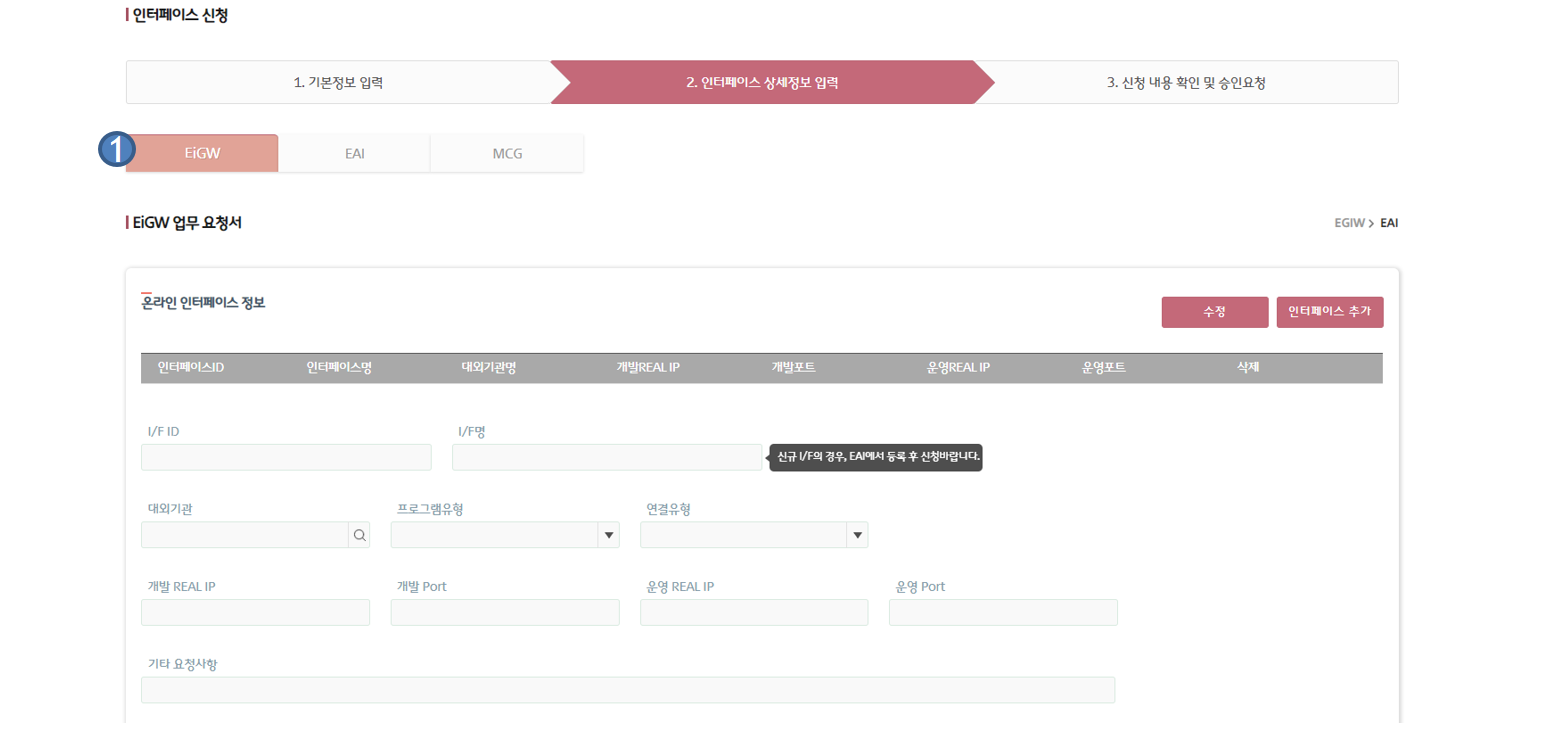 인터페이스 신청
1. 기본정보 입력 2. 인터페이스 상세정보 입력 3. 신청 내용 확인 및 승인요청
1 EiGW EAI MCG
EiGW 업무 요청서 EGIW > EAI
온라인 인터페이스 정보 수정 인터페이스 추가
인터페이스ID 인터페이스명 대외기관명 개발REAL IP 개발포트 운영REAL IP 운영포트 삭제
I/F ID I/F명
신규 I/F의 경우, EAI에서 등록 후 신청바랍니다.
대외기관 프로그램유형 연결유형
개발 REAL IP 개발 Port 운영 REAL IP 운영 Port
기타 요청사항